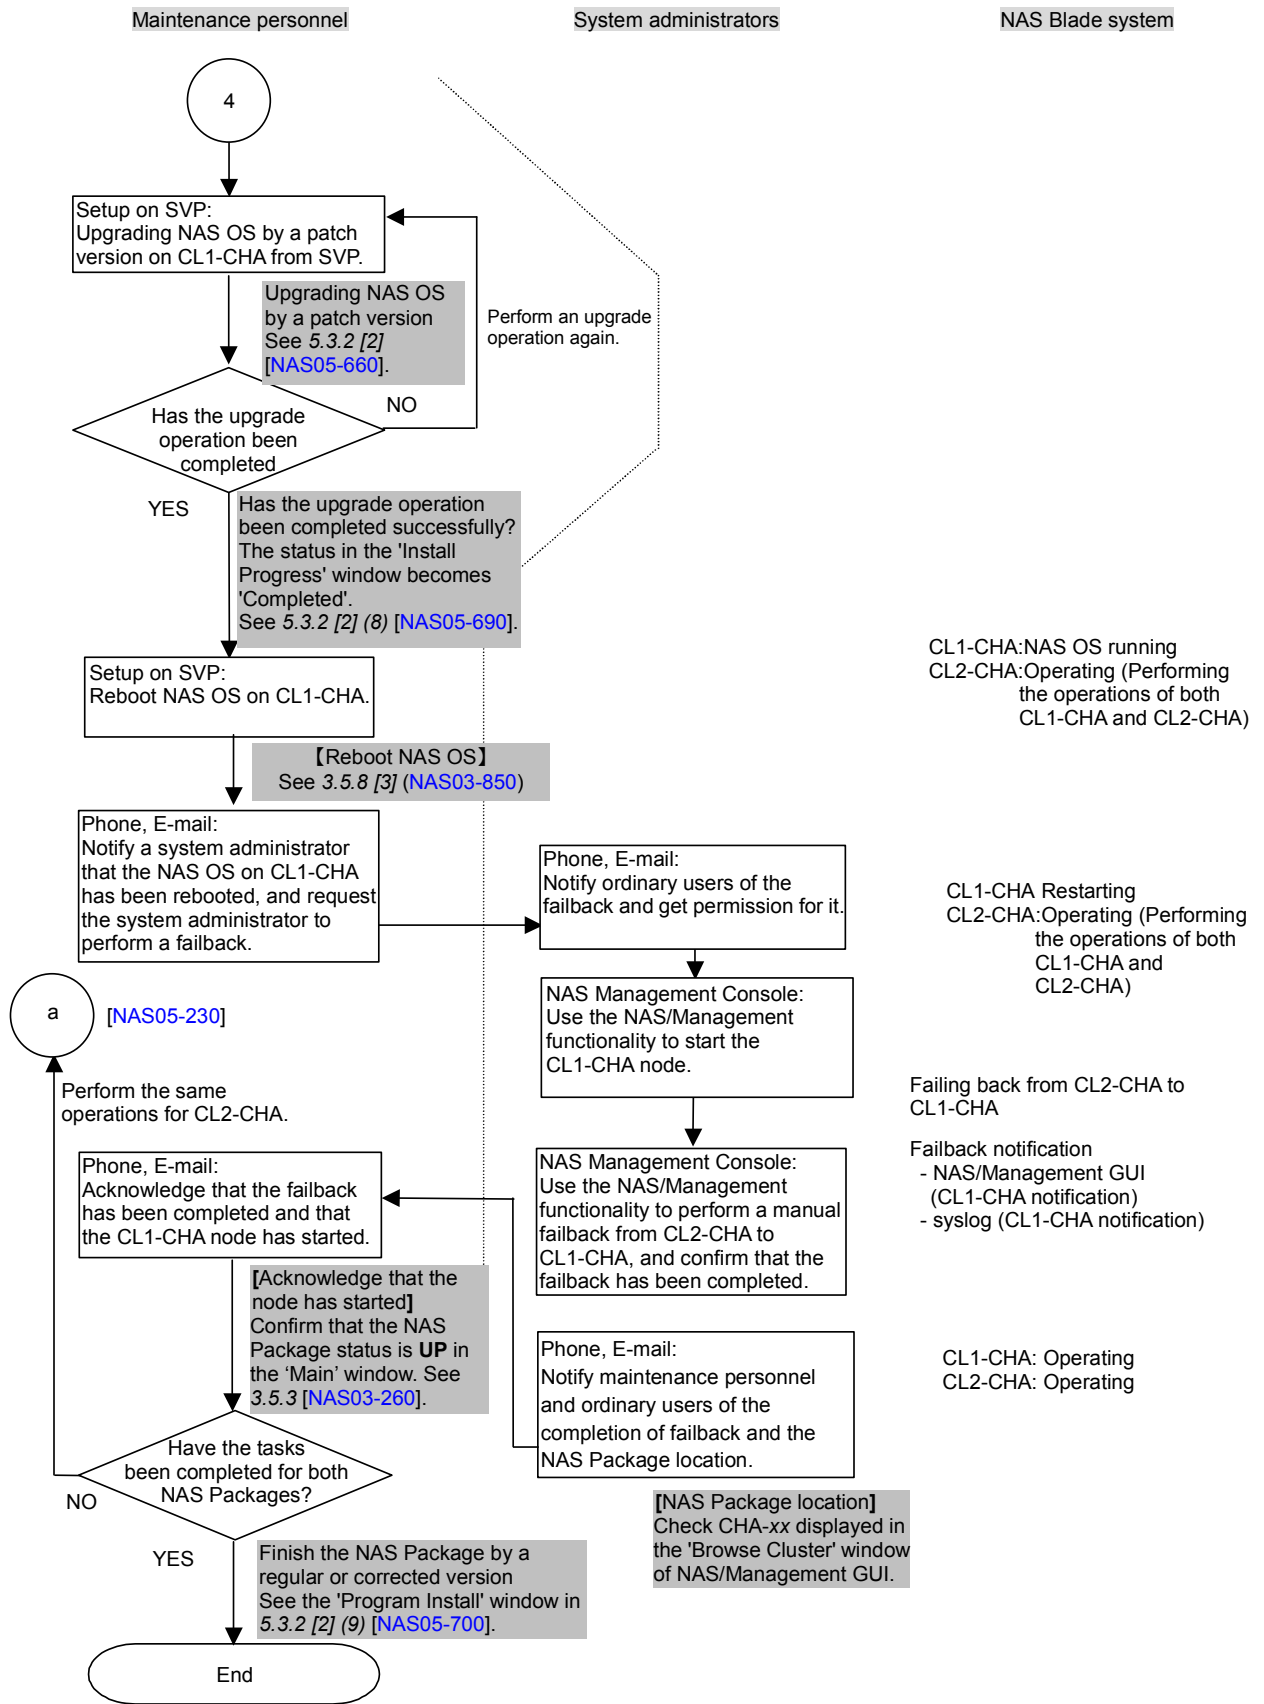 Maintenance personnel
System administrators
NAS Blade system
4
Setup on SVP:
Upgrading NAS OS by a patch
version on CL1-CHA from SVP.
Upgrading NAS OS
by a patch version
See 5.3.2 [2]
[NAS05-660].
Perform an upgrade
operation again.
NO
Has the upgrade
operation been
completed
YES
Has the upgrade operation
been completed successfully?
The status in the 'Install
Progress' window becomes
'Completed'.
See 5.3.2 [2] (8) [NAS05-690].
Setup on SVP:
Reboot NAS OS on CL1-CHA.
CL1-CHA:NAS OS running
CL2-CHA:Operating (Performing
the operations of both
CL1-CHA and CL2-CHA)
【Reboot NAS OS】
See 3.5.8 [3] (NAS03-850)
Phone, E-mail:
Notify a system administrator
that the NAS OS on CL1-CHA
has been rebooted, and request
the system administrator to
perform a failback.
Phone, E-mail:
Notify ordinary users of the
failback and get permission for it.
CL1-CHA Restarting
CL2-CHA:Operating (Performing
the operations of both
CL1-CHA and
CL2-CHA)
a
[NAS05-230]
NAS Management Console:
Use the NAS/Management
functionality to start the
CL1-CHA node.
Perform the same
operations for CL2-CHA.
Failing back from CL2-CHA to
CL1-CHA
Failback notification
- NAS/Management GUI
(CL1-CHA notification)
- syslog (CL1-CHA notification)
Phone, E-mail:
Acknowledge that the failback
has been completed and that
the CL1-CHA node has started.
NAS Management Console:
Use the NAS/Management
functionality to perform a manual
failback from CL2-CHA to
CL1-CHA, and confirm that the
failback has been completed.
[Acknowledge that the
node has started]
Confirm that the NAS
Package status is UP in
the ‘Main’ window. See
3.5.3 [NAS03-260].
Phone, E-mail:
Notify maintenance personnel
and ordinary users of the
completion of failback and the
NAS Package location.
CL1-CHA: Operating
CL2-CHA: Operating
Have the tasks
been completed for both
NAS Packages?
NO
[NAS Package location]
Check CHA-xx displayed in
the 'Browse Cluster' window
of NAS/Management GUI.
YES
Finish the NAS Package by a
regular or corrected version
See the 'Program Install' window in
5.3.2 [2] (9) [NAS05-700].
End